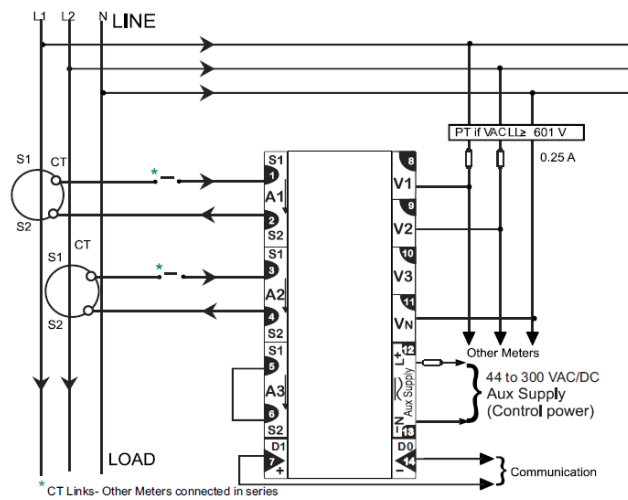 L1 L2 N LINE
PT if VAC LL≥ 601 V
0.25 A
S1 CT
S2
S1 CT
S2
*
*
S1
1
A1
2
S2
S1
3
A2
4
S2
S1
5
A3
6
S2
D1
7
+
8
V1
9
V2
10
V3
11
VN
12
L+
Aux Supply
−N
13
D0
14
−
Other Meters
44 to 300 VAC/DC
Aux Supply
(Control power)
Communication
LOAD
*CT Links- Other Meters connected in series